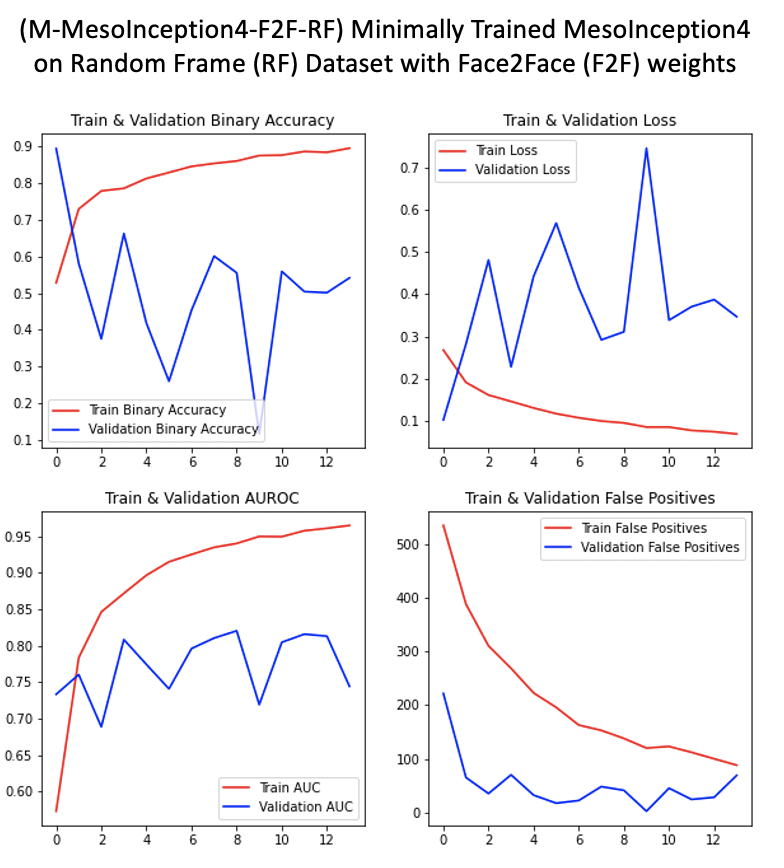 (M-MesoInception4-F2F-RF) Minimally Trained MesoInception4
on Random Frame (RF) Dataset with Face2Face (F2F) weights
Train & Validation Binary Accuracy
0.9
0.8
0.7
0.6
0.5
0.4
0.3
0.2
0.1
Train Binary Accuracy
Validation Binary Accuracy
0 2 4 6 8 10 12
Train & Validation Loss
Train Loss
Validation Loss
0.7
0.6
0.5
0.4
0.3
0.2
0.1
0 2 4 6 8 10 12
Train & Validation AUROC
0.95
0.90
0.85
0.80
0.75
0.70
0.65
0.60
Train AUC
Validation AUC
0 2 4 6 8 10 12
Train & Validation False Positives
Train False Positives
Validation False Positives
500
400
300
200
100
0
0 2 4 6 8 10 12